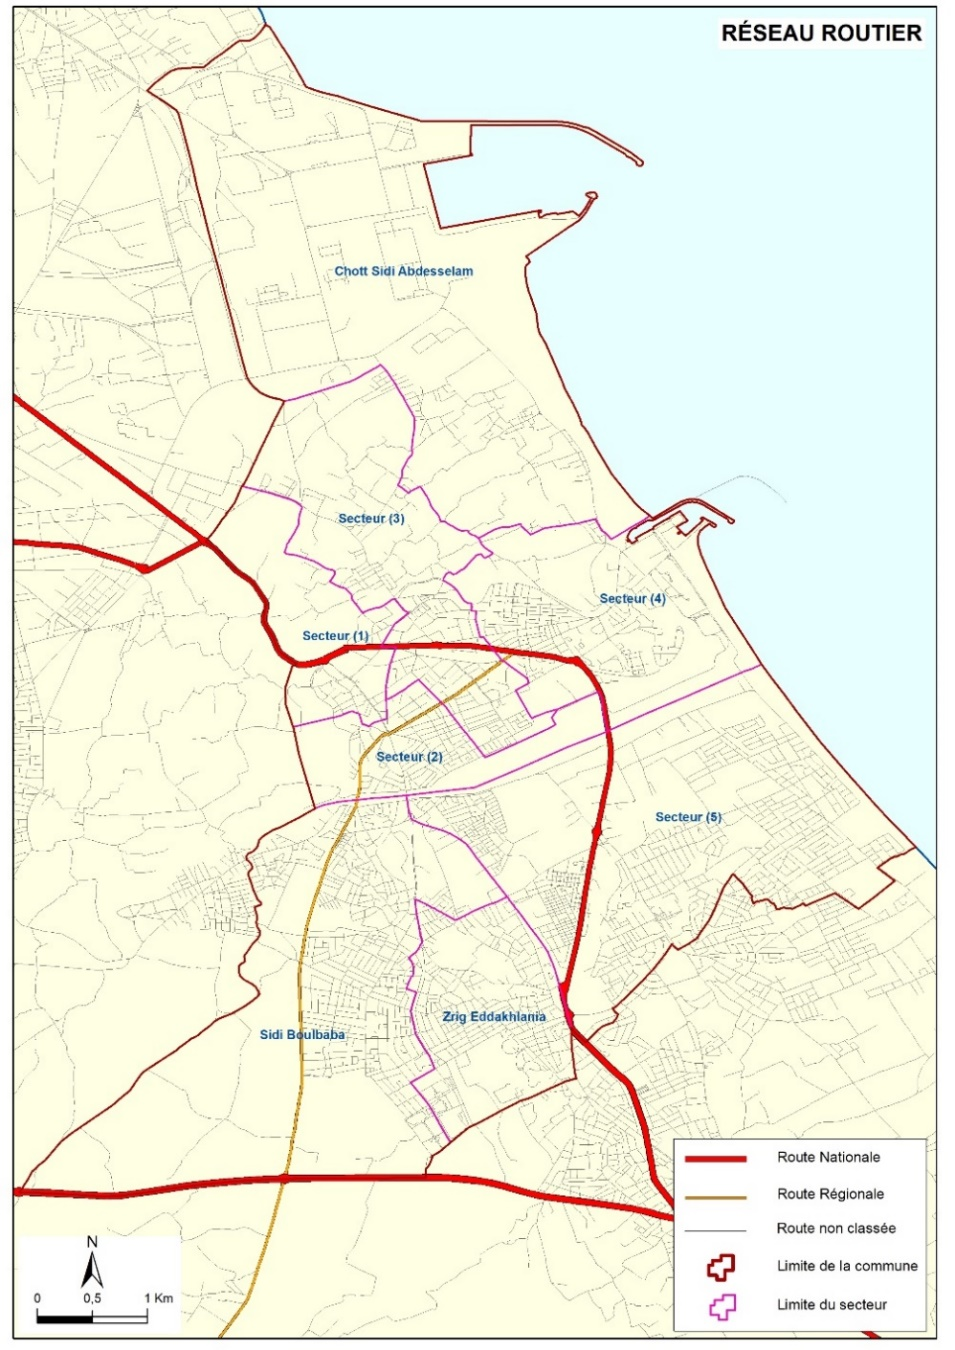 RÉSEAU ROUTIER
Chott Sidi Abdesselam
Secteur (3)
Secteur (4)
Secteur (1)
Secteur (2)
Secteur (5)
Zrig Eddakhlania
Sidi Boulbaba
Route Nationale
Route Régionale
Route non classée
Limite de la commune
Limite du secteur
N
0 0,5 1 Km